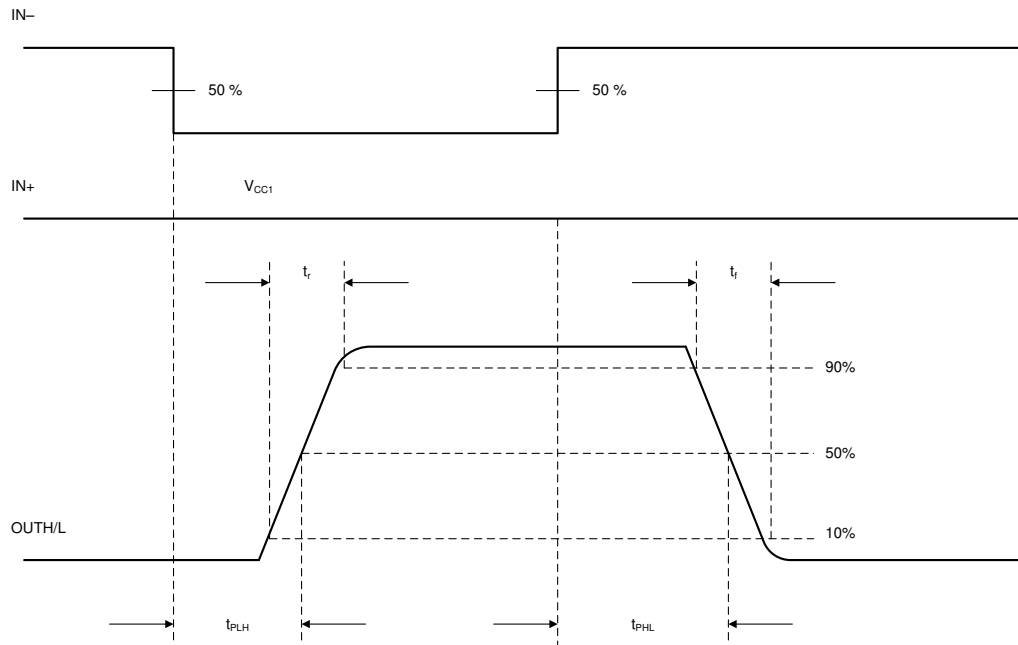 IN–
50 %
50 %
IN+
VCC1
tr
tf
90%
50%
OUTH/L
10%
tPLH
tPHL